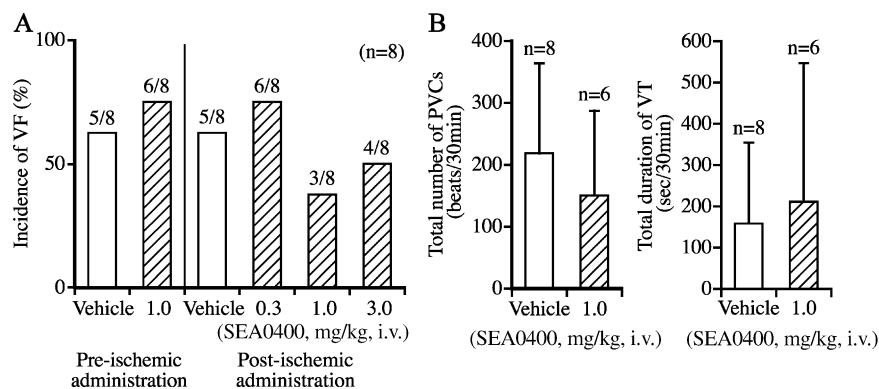 A
Incidence of VF (%)
100
50
0
(n=8)
5/8
6/8
5/8
6/8
3/8
4/8
Vehicle 1.0 Vehicle 0.3 1.0 3.0
(SEA0400, mg/kg, i.v.)
Pre-ischemic
administration
Post-ischemic
administration
B
Total number of PVCs
(beats/30min)
400
300
200
100
0
n=8
n=6
Vehicle 1.0
(SEA0400, mg/kg, i.v.)
Total duration of VT
(sec/30min)
600
500
400
300
200
100
0
n=8
n=6
Vehicle 1.0
(SEA0400, mg/kg, i.v.)